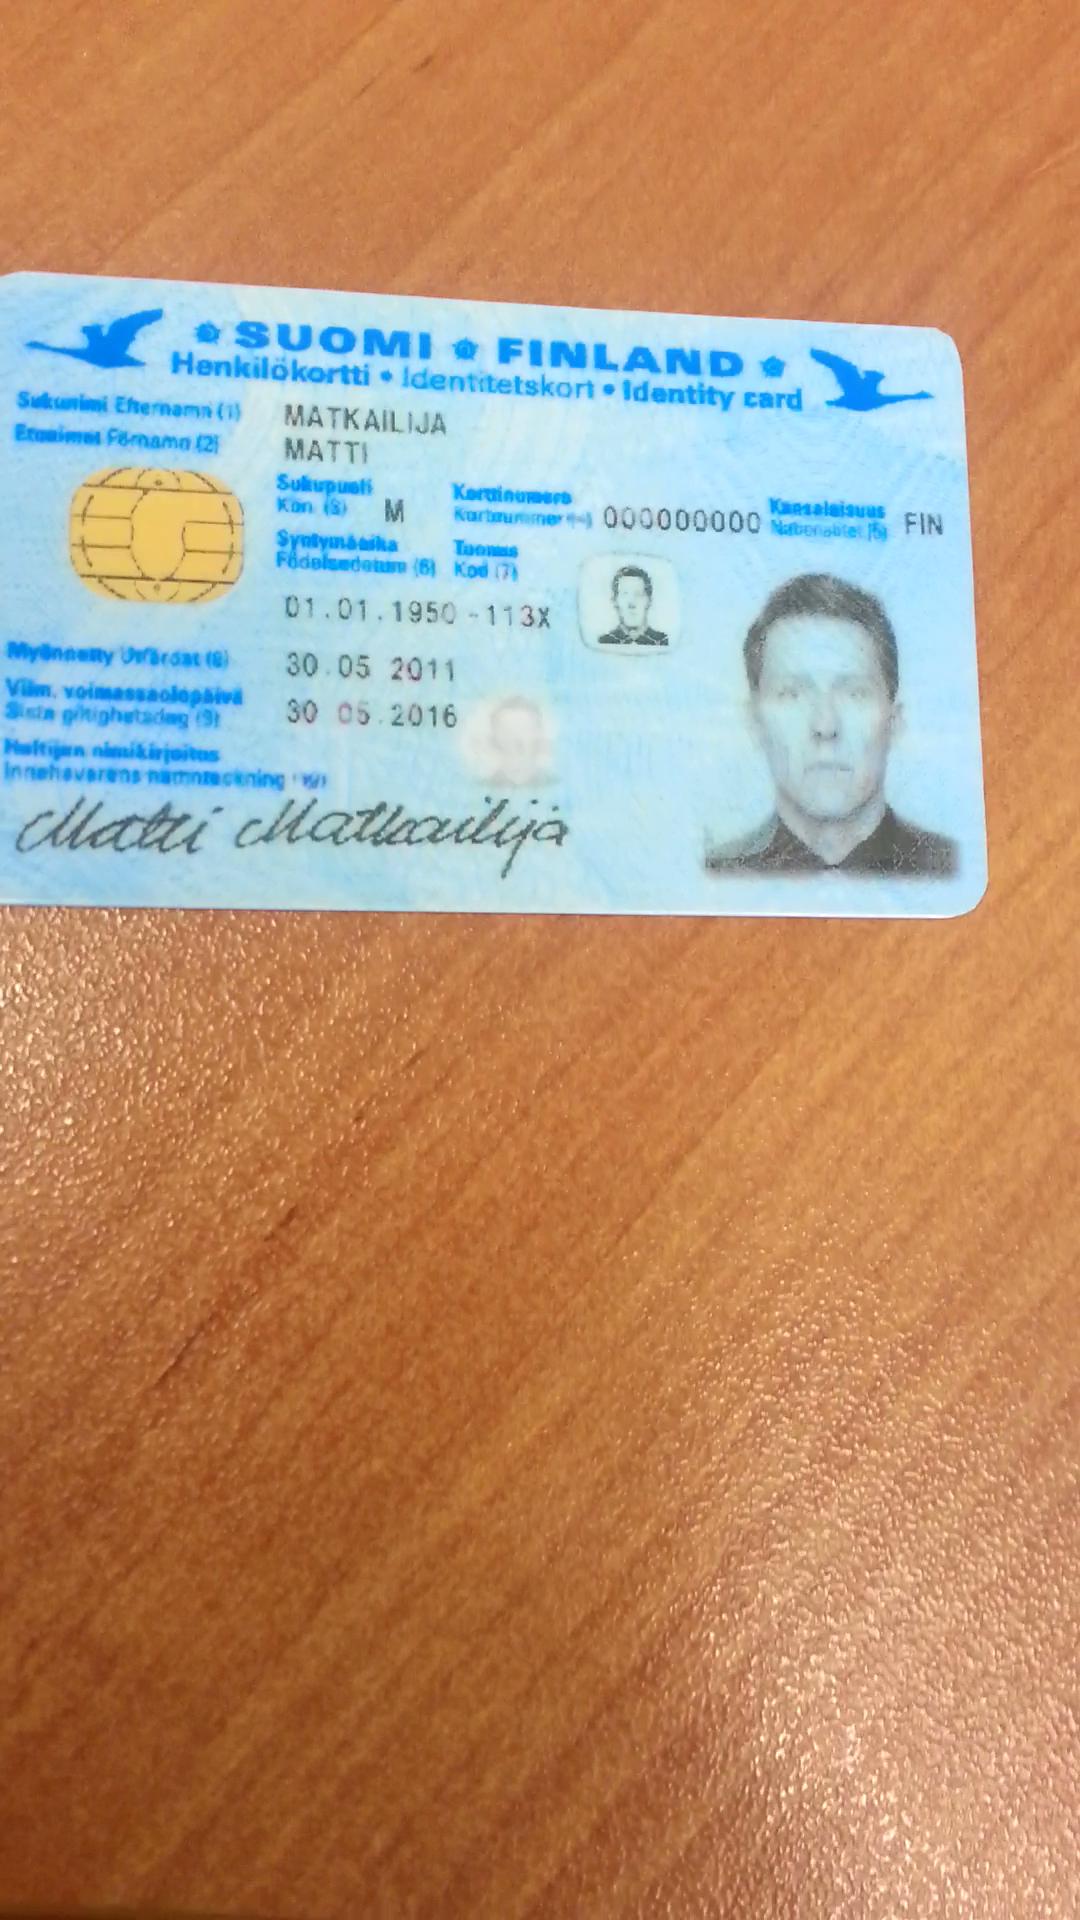 SUOMI FINLAND
Henkilökortti • Identitetskort • Identity card
Sukunimi Efternamn (1) MATKAILIJA
Etunimet Förnamn (2) MATTI
Sukupuoli
Kön (3) M
Korttinumero
Kortnummer (4) 000000000
Kansalaisuus
Nationalitet (5) FIN
Syntymäaika
Födelsedatum (6)
Tunnus
Kod (7)
01.01.1950 -113X
Myönnetty Utfärdat (8) 30.05 2011
Viim. voimassaolopäivä
Sista giltighetsdag (9) 30 05.2016
Haltijan nimikirjoitus
Innehavarens namnteckning (10)
Matti Matkailija